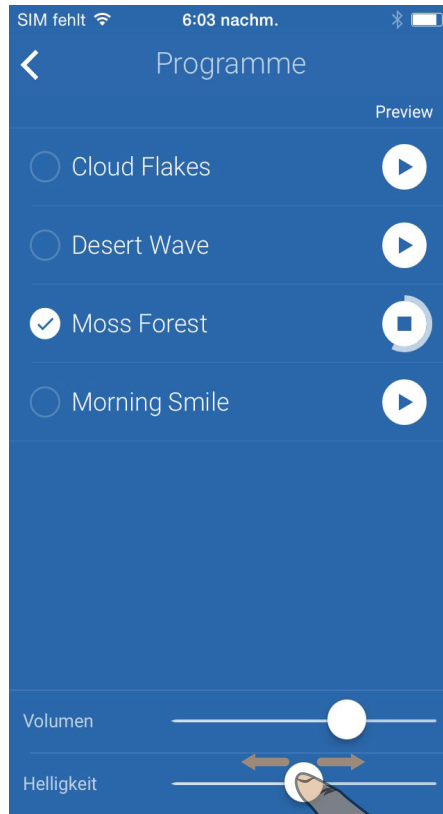 SIM fehlt 6:03 nachm.
Programme
Preview
Cloud Flakes
Desert Wave
Moss Forest
Morning Smile
Volumen
Helligkeit